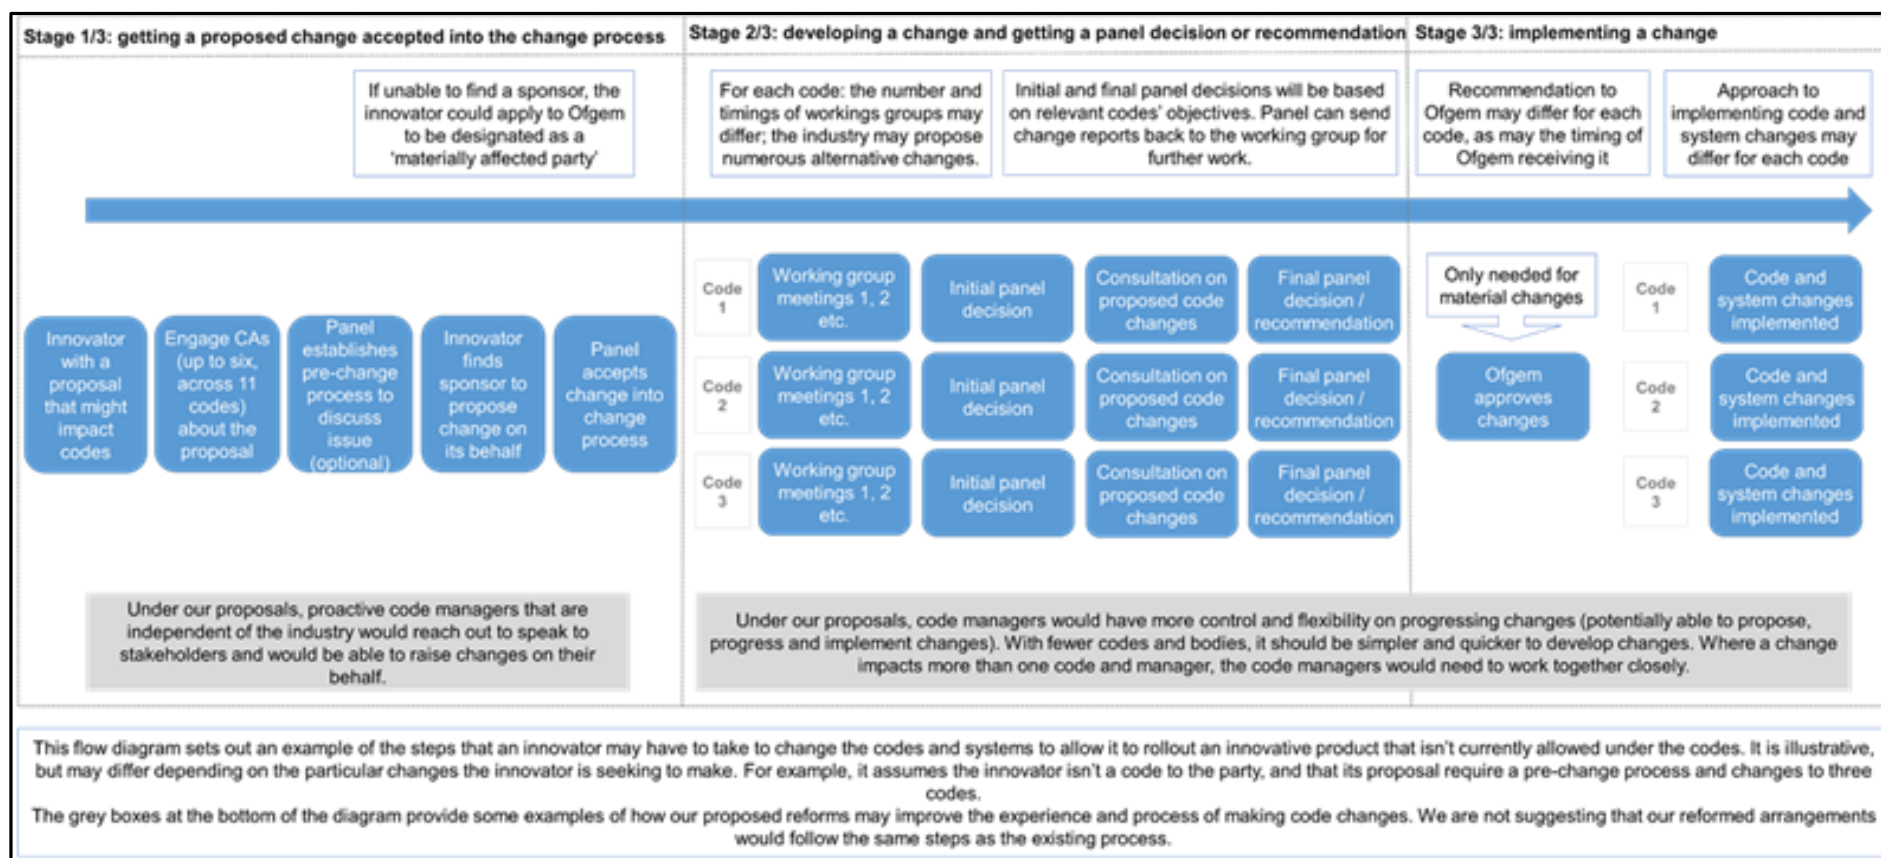 Stage 1/3: getting a proposed change accepted into the change process
Stage 2/3: developing a change and getting a panel decision or recommendation
Stage 3/3: implementing a change
If unable to find a sponsor, the
innovator could apply to Ofgem
to be designated as a
‘materially affected party’
For each code: the number and
timings of workings groups may
differ; the industry may propose
numerous alternative changes.
Initial and final panel decisions will be based
on relevant codes’ objectives. Panel can send
change reports back to the working group for
further work.
Recommendation to
Ofgem may differ for each
code, as may the timing of
Ofgem receiving it
Approach to
implementing code and
system changes may
differ for each code
Innovator
with a
proposal
that might
impact
codes
Engage CAs
(up to six,
across 11
codes)
about the
proposal
Panel
establishes
pre-change
process to
discuss
issue
(optional)
Innovator
finds
sponsor to
propose
change on
its behalf
Panel
accepts
change into
change
process
Code
1
Working group
meetings 1, 2
etc.
Initial panel
decision
Consultation on
proposed code
changes
Final panel
decision /
recommendation
Code
2
Working group
meetings 1, 2
etc.
Initial panel
decision
Consultation on
proposed code
changes
Final panel
decision /
recommendation
Code
3
Working group
meetings 1, 2
etc.
Initial panel
decision
Consultation on
proposed code
changes
Final panel
decision /
recommendation
Only needed for
material changes
Ofgem
approves
changes
Code
1
Code and
system changes
implemented
Code
2
Code and
system changes
implemented
Code
3
Code and
system changes
implemented
Under our proposals, proactive code managers that are
independent of the industry would reach out to speak to
stakeholders and would be able to raise changes on their
behalf.
Under our proposals, code managers would have more control and flexibility on progressing changes (potentially able to propose,
progress and implement changes). With fewer codes and bodies, it should be simpler and quicker to develop changes. Where a change
impacts more than one code and manager, the code managers would need to work together closely.
This flow diagram sets out an example of the steps that an innovator may have to take to change the codes and systems to allow it to rollout an innovative product that isn’t currently allowed under the codes. It is illustrative,
but may differ depending on the particular changes the innovator is seeking to make. For example, it assumes the innovator isn’t a code to the party, and that its proposal require a pre-change process and changes to three
codes.
The grey boxes at the bottom of the diagram provide some examples of how our proposed reforms may improve the experience and process of making code changes. We are not suggesting that our reformed arrangements
would follow the same steps as the existing process.